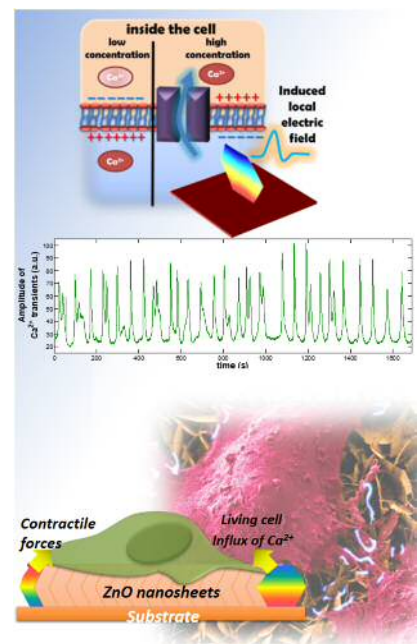 inside the cell
low
concentration
high
concentration
Ca²⁺
Ca²⁺
Ca²⁺
Induced
local
electric
field
Amplitude of
Ca²⁺ transients (a.u.)
100
90
80
70
60
50
40
30
20
0
200
400
600
800
1000
1200
1400
1600
time (s)
Contractile
forces
Living cell
Influx of Ca²⁺
ZnO nanosheets
Substrate